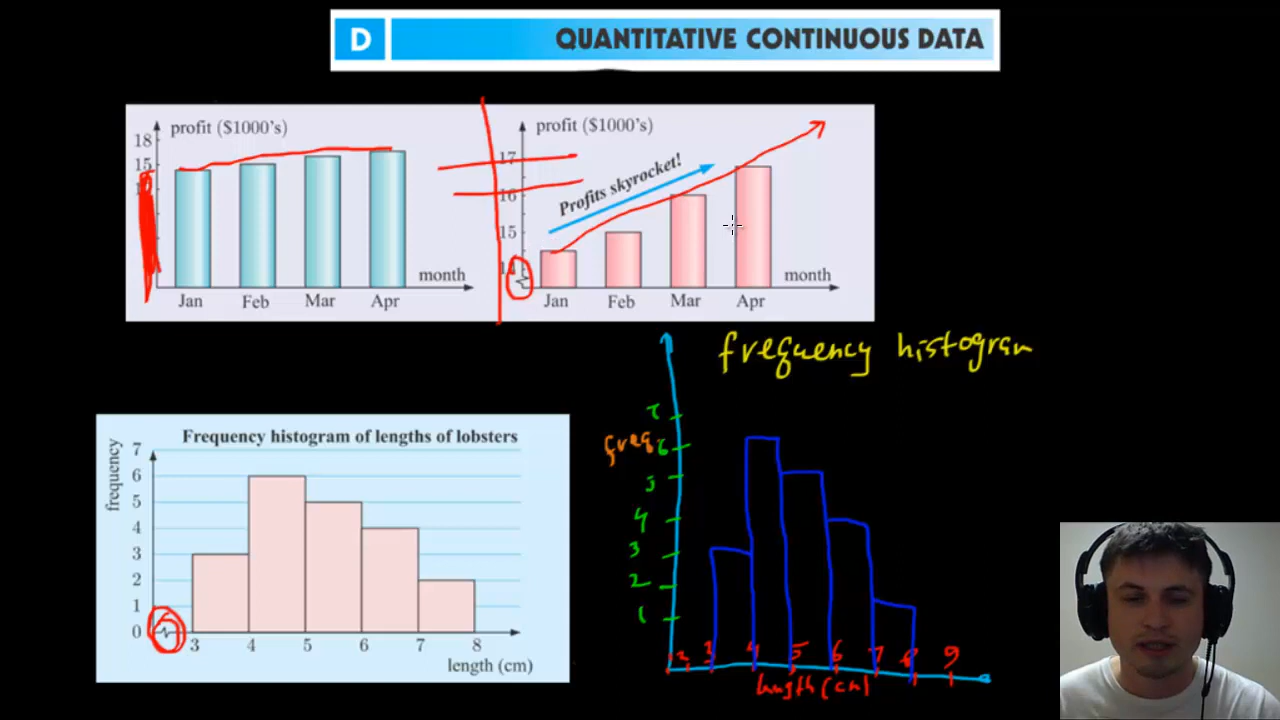 D QUANTITATIVE CONTINUOUS DATA
profit ($1000's)
18
15
Jan Feb Mar Apr
month
profit ($1000's)
17
16
15
14
Profits skyrocket!
Jan Feb Mar Apr
month
frequency histogram
Frequency histogram of lengths of lobsters
frequency
7
6
5
4
3
2
1
0
3 4 5 6 7 8
length (cm)
freq
7
6
5
4
3
2
1
2 3 4 5 6 7 8 9
length (cm)